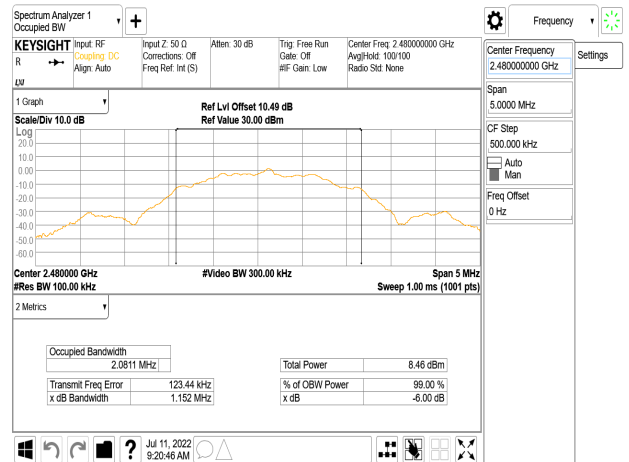 Spectrum Analyzer 1
Occupied BW
Frequency
KEYSIGHT
R
Input: RF
Coupling: DC
Align: Auto
Input Z: 50 Ω
Corrections: Off
Freq Ref: Int (S)
Atten: 30 dB
Trig: Free Run
Gate: Off
#IF Gain: Low
Center Freq: 2.480000000 GHz
Avg|Hold: 100/100
Radio Std: None
Center Frequency
2.480000000 GHz
Settings
Span
5.0000 MHz
CF Step
500.000 kHz
Auto
Man
Freq Offset
0 Hz
1 Graph
Scale/Div 10.0 dB
Ref Lvl Offset 10.49 dB
Ref Value 30.00 dBm
Log
20.0
10.0
0.00
-10.0
-20.0
-30.0
-40.0
-50.0
-60.0
Center 2.480000 GHz
#Video BW 300.00 kHz
Span 5 MHz
#Res BW 100.00 kHz
Sweep 1.00 ms (1001 pts)
2 Metrics
Occupied Bandwidth
2.0811 MHz
Total Power 8.46 dBm
Transmit Freq Error 123.44 kHz
% of OBW Power 99.00 %
x dB Bandwidth 1.152 MHz
x dB -6.00 dB
?
Jul 11, 2022
9:20:46 AM